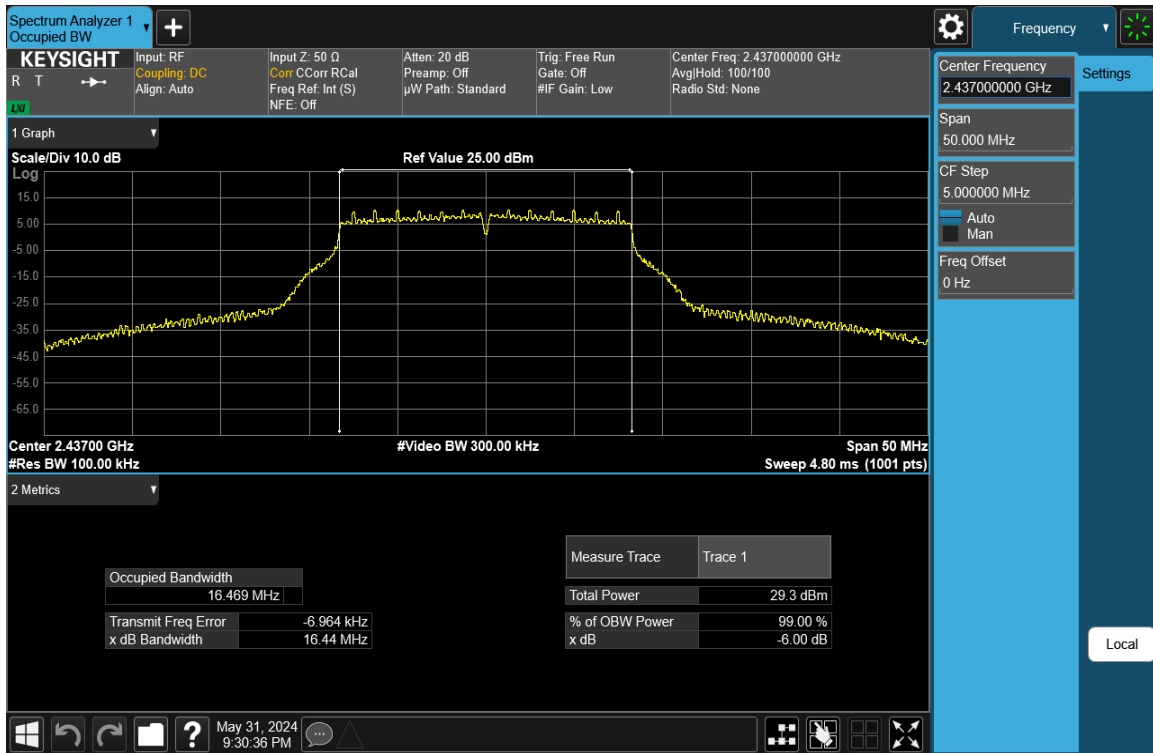 Spectrum Analyzer 1
Occupied BW
+
Frequency
KEYSIGHT
R T
LXI
Input: RF
Coupling: DC
Align: Auto
Input Z: 50 Ω
Corr CCorr RCal
Freq Ref: Int (S)
NFE: Off
Atten: 20 dB
Preamp: Off
µW Path: Standard
Trig: Free Run
Gate: Off
#IF Gain: Low
Center Freq: 2.437000000 GHz
Avg|Hold: 100/100
Radio Std: None
Center Frequency
2.437000000 GHz
Settings
Span
50.000 MHz
CF Step
5.000000 MHz
Auto
Man
Freq Offset
0 Hz
Local
1 Graph
Scale/Div 10.0 dB
Ref Value 25.00 dBm
Log
15.0
5.00
-5.00
-15.0
-25.0
-35.0
-45.0
-55.0
-65.0
Center 2.43700 GHz
#Video BW 300.00 kHz
Span 50 MHz
#Res BW 100.00 kHz
Sweep 4.80 ms (1001 pts)
2 Metrics
Measure Trace Trace 1
Occupied Bandwidth
16.469 MHz
Total Power 29.3 dBm
Transmit Freq Error -6.964 kHz
% of OBW Power 99.00 %
x dB Bandwidth 16.44 MHz
x dB -6.00 dB
?
May 31, 2024
9:30:36 PM